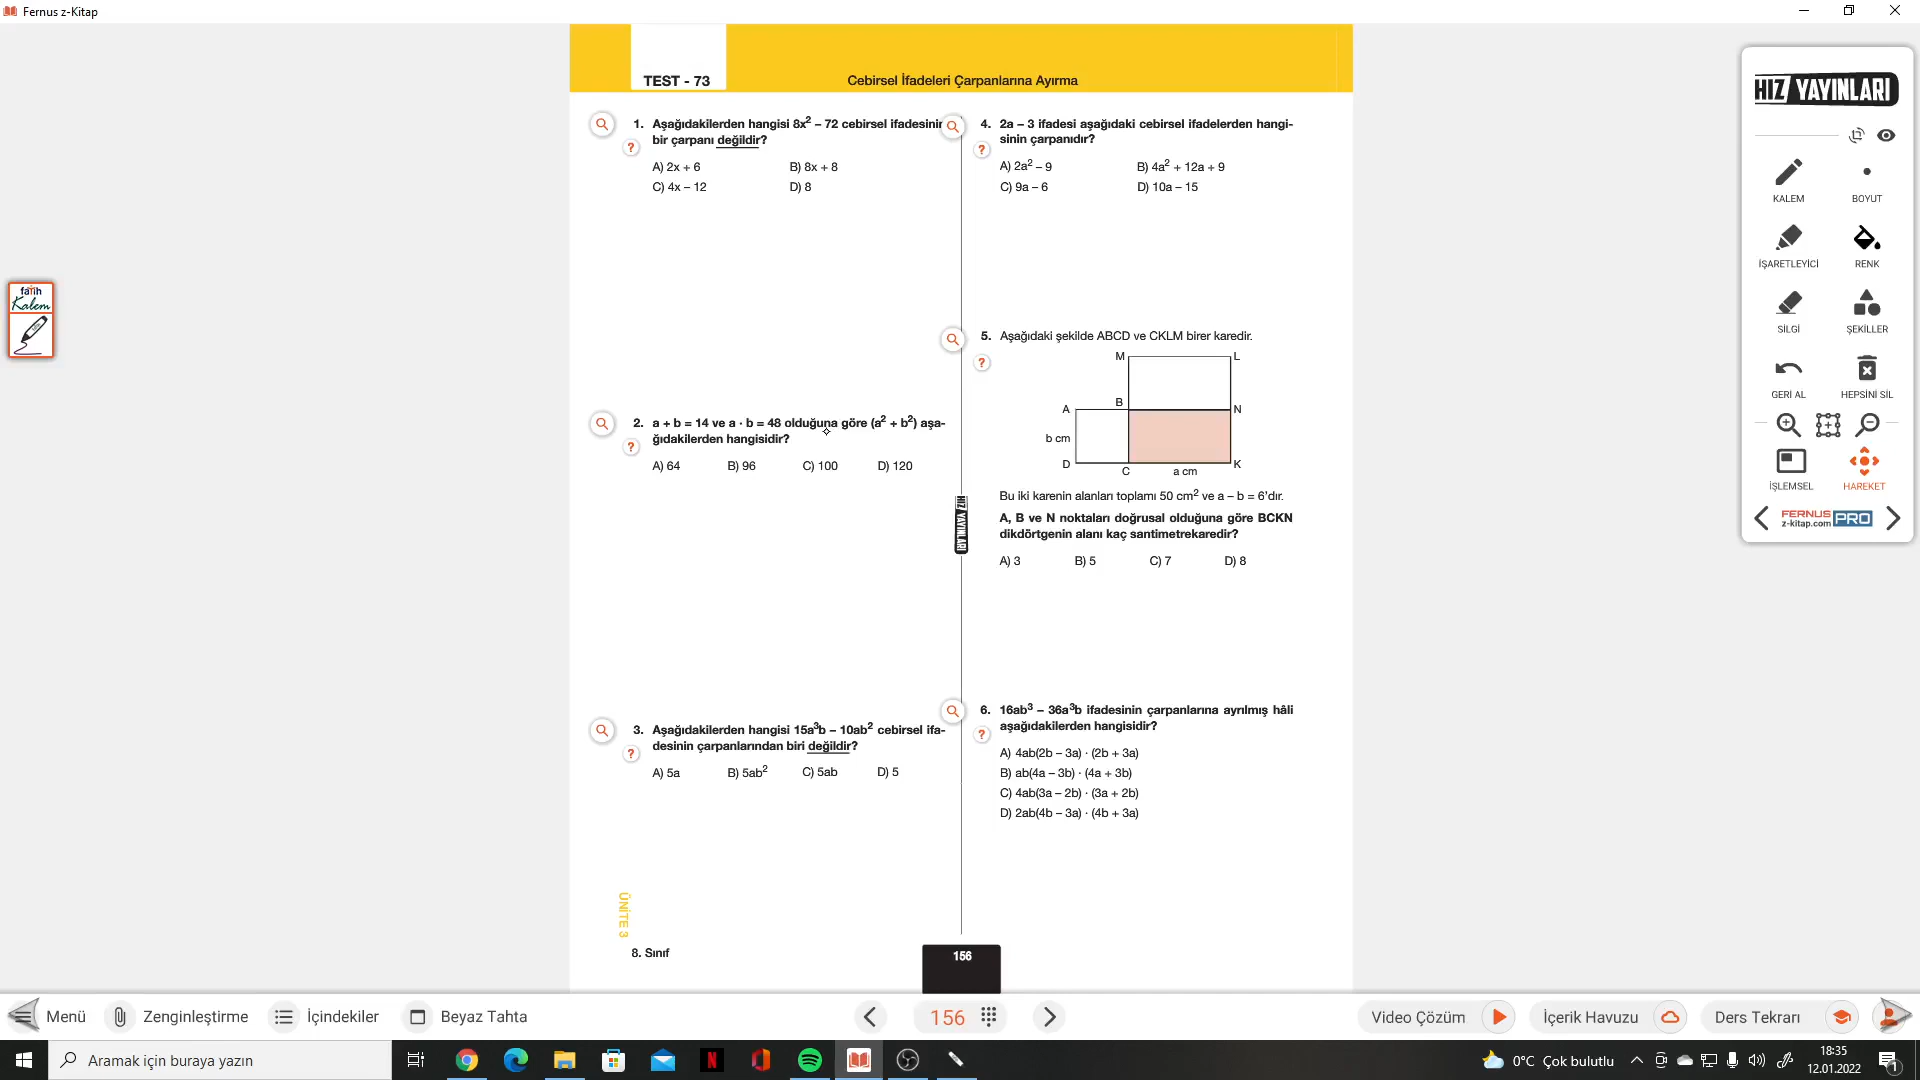 Fernus z-Kitap
TEST - 73
Cebirsel İfadeleri Çarpanlarına Ayırma
1. Aşağıdakilerden hangisi 8x² – 72 cebirsel ifadesinin
bir çarpanı değildir?
A) 2x + 6 B) 8x + 8
C) 4x – 12 D) 8
2. a + b = 14 ve a · b = 48 olduğuna göre (a² + b²) aşa-
ğıdakilerden hangisidir?
A) 64 B) 96 C) 100 D) 120
3. Aşağıdakilerden hangisi 15a³b – 10ab² cebirsel ifa-
desinin çarpanlarından biri değildir?
A) 5a B) 5ab² C) 5ab D) 5
ÜNİTE 3
8. Sınıf
HIZ YAYINLARI
4. 2a – 3 ifadesi aşağıdaki cebirsel ifadelerden hangi-
sinin çarpanıdır?
A) 2a² – 9 B) 4a² + 12a + 9
C) 9a – 6 D) 10a – 15
5. Aşağıdaki şekilde ABCD ve CKLM birer karedir.
M L
A B N
b cm
D C a cm K
Bu iki karenin alanları toplamı 50 cm² ve a – b = 6'dır.
A, B ve N noktaları doğrusal olduğuna göre BCKN
dikdörtgenin alanı kaç santimetrekaredir?
A) 3 B) 5 C) 7 D) 8
6. 16ab³ – 36a³b ifadesinin çarpanlarına ayrılmış hâli
aşağıdakilerden hangisidir?
A) 4ab(2b – 3a) · (2b + 3a)
B) ab(4a – 3b) · (4a + 3b)
C) 4ab(3a – 2b) · (3a + 2b)
D) 2ab(4b – 3a) · (4b + 3a)
156
fatih
Kalem
HIZ YAYINLARI
KALEM BOYUT
İŞARETLEYİCİ RENK
SİLGİ ŞEKİLLER
GERİ AL HEPSİNİ SİL
İŞLEMSEL HAREKET
FERNUS
z-kitap.com PRO
Menü Zenginleştirme İçindekiler Beyaz Tahta 156 Video Çözüm İçerik Havuzu Ders Tekrarı
Aramak için buraya yazın
0°C Çok bulutlu
18:35
12.01.2022
1